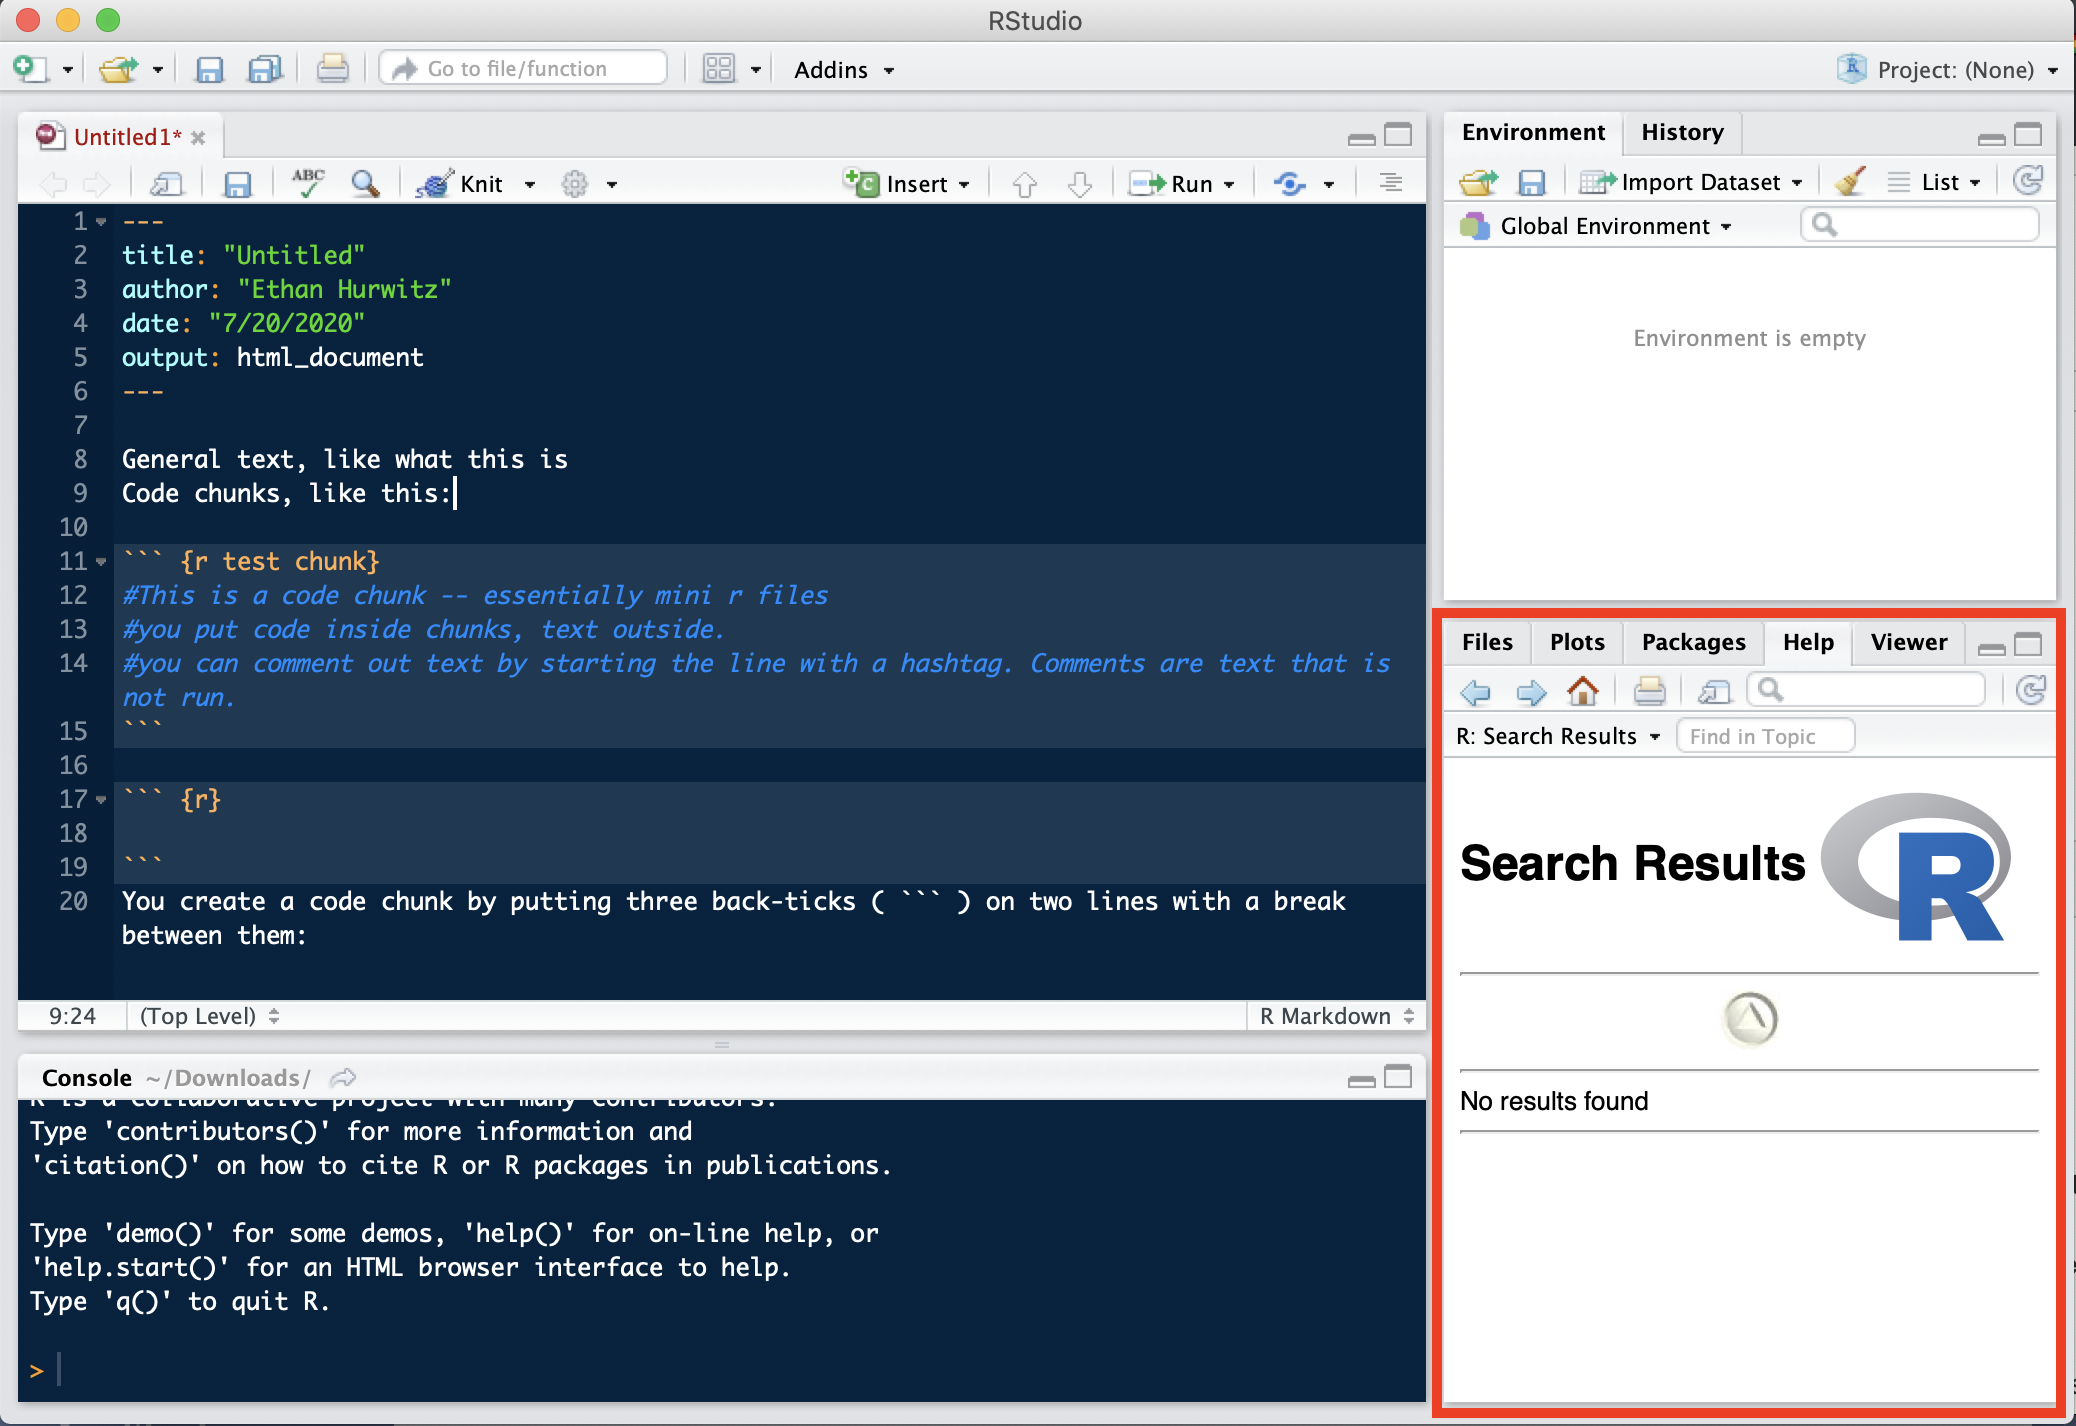 RStudio
Go to file/function
Addins
Project: (None)
Untitled1*
ABC
Knit
Insert
Run
1 ---
2 title: "Untitled"
3 author: "Ethan Hurwitz"
4 date: "7/20/2020"
5 output: html_document
6 ---
7
8 General text, like what this is
9 Code chunks, like this:
10
11 ``` {r test chunk}
12 #This is a code chunk -- essentially mini r files
13 #you put code inside chunks, text outside.
14 #you can comment out text by starting the line with a hashtag. Comments are text that is
not run.
15 ```
16
17 ``` {r}
18
19 ```
20 You create a code chunk by putting three back-ticks ( ``` ) on two lines with a break
between them:
9:24 (Top Level) R Markdown
Console ~/Downloads/
R is a collaborative project with many contributors.
Type 'contributors()' for more information and
'citation()' on how to cite R or R packages in publications.
Type 'demo()' for some demos, 'help()' for on-line help, or
'help.start()' for an HTML browser interface to help.
Type 'q()' to quit R.
>
Environment History
Import Dataset List
Global Environment
Environment is empty
Files Plots Packages Help Viewer
R: Search Results Find in Topic
Search Results R
No results found